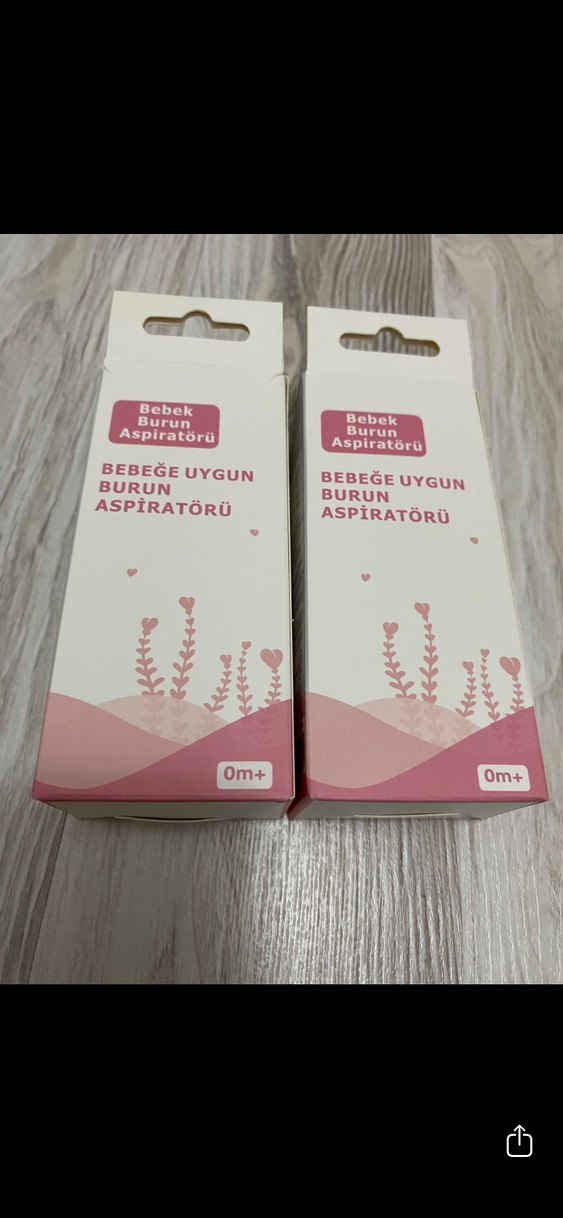 Bebek
Burun
Aspiratörü
BEBEĞE UYGUN
BURUN
ASPİRATÖRÜ
0m+
Bebek
Burun
Aspiratörü
BEBEĞE UYGUN
BURUN
ASPİRATÖRÜ
0m+